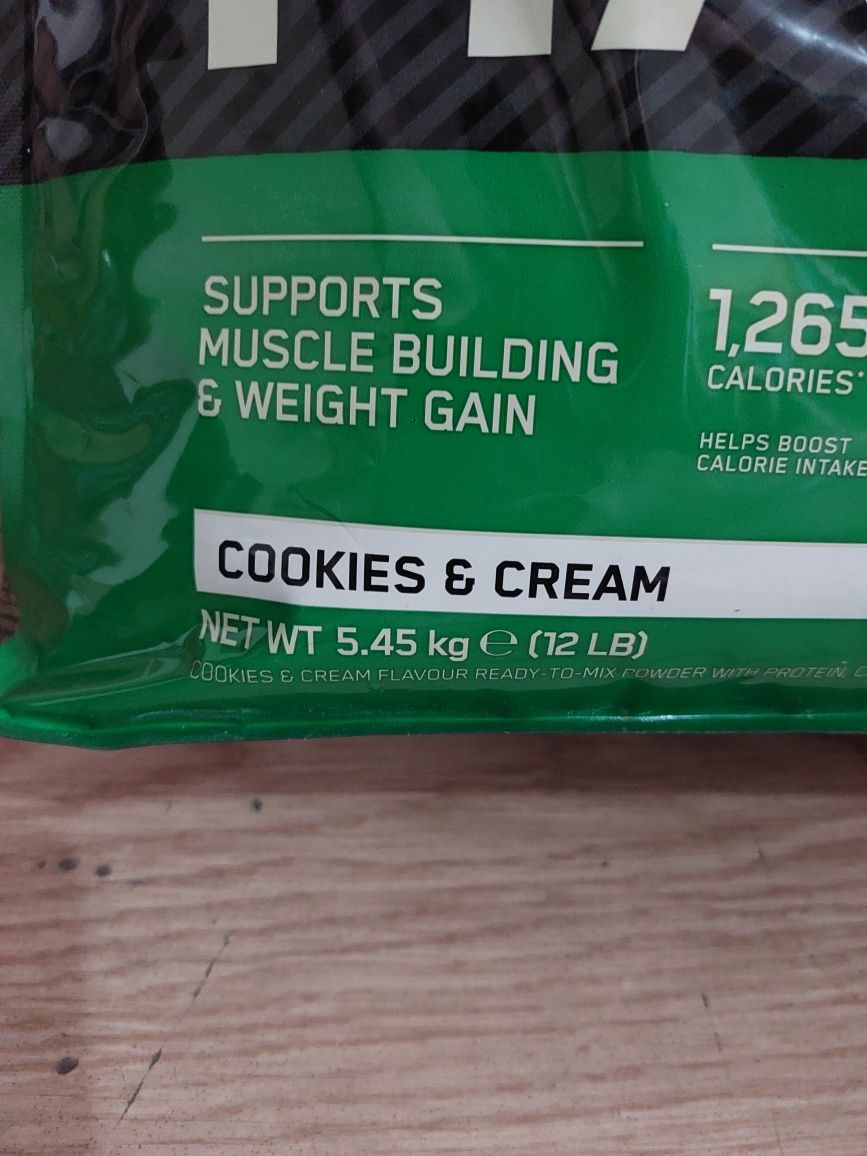 SUPPORTS
MUSCLE BUILDING
& WEIGHT GAIN
1,265
CALORIES*
HELPS BOOST
CALORIE INTAKE
COOKIES & CREAM
NET WT 5.45 kg ℮ (12 LB)
COOKIES & CREAM FLAVOUR READY-TO-MIX POWDER WITH PROTEIN,